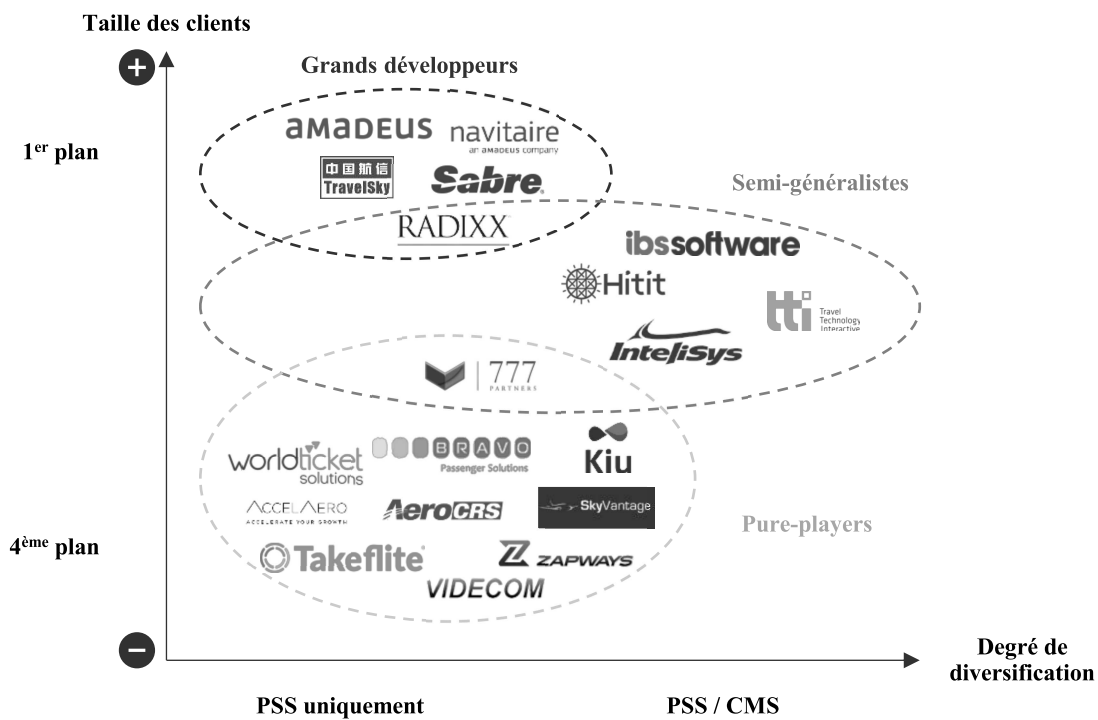 Taille des clients
+
Grands développeurs
1er plan
amadeus
navitaire
an amadeus company
中国航信
TravelSky
Sabre
Semi-généralistes
RADIXX
ibssoftware
Hitit
tti
Travel
Technology
Interactive
InteliSys
777
PARTNERS
BRAVO
Passenger Solutions
worldticket
solutions
Kiu
ACCELAERO
ACCELERATE YOUR GROWTH
AeroCRS
SkyVantage
Pure-players
4ème plan
Takeflite
ZAPWAYS
VIDECOM
−
Degré de
diversification
PSS uniquement
PSS / CMS